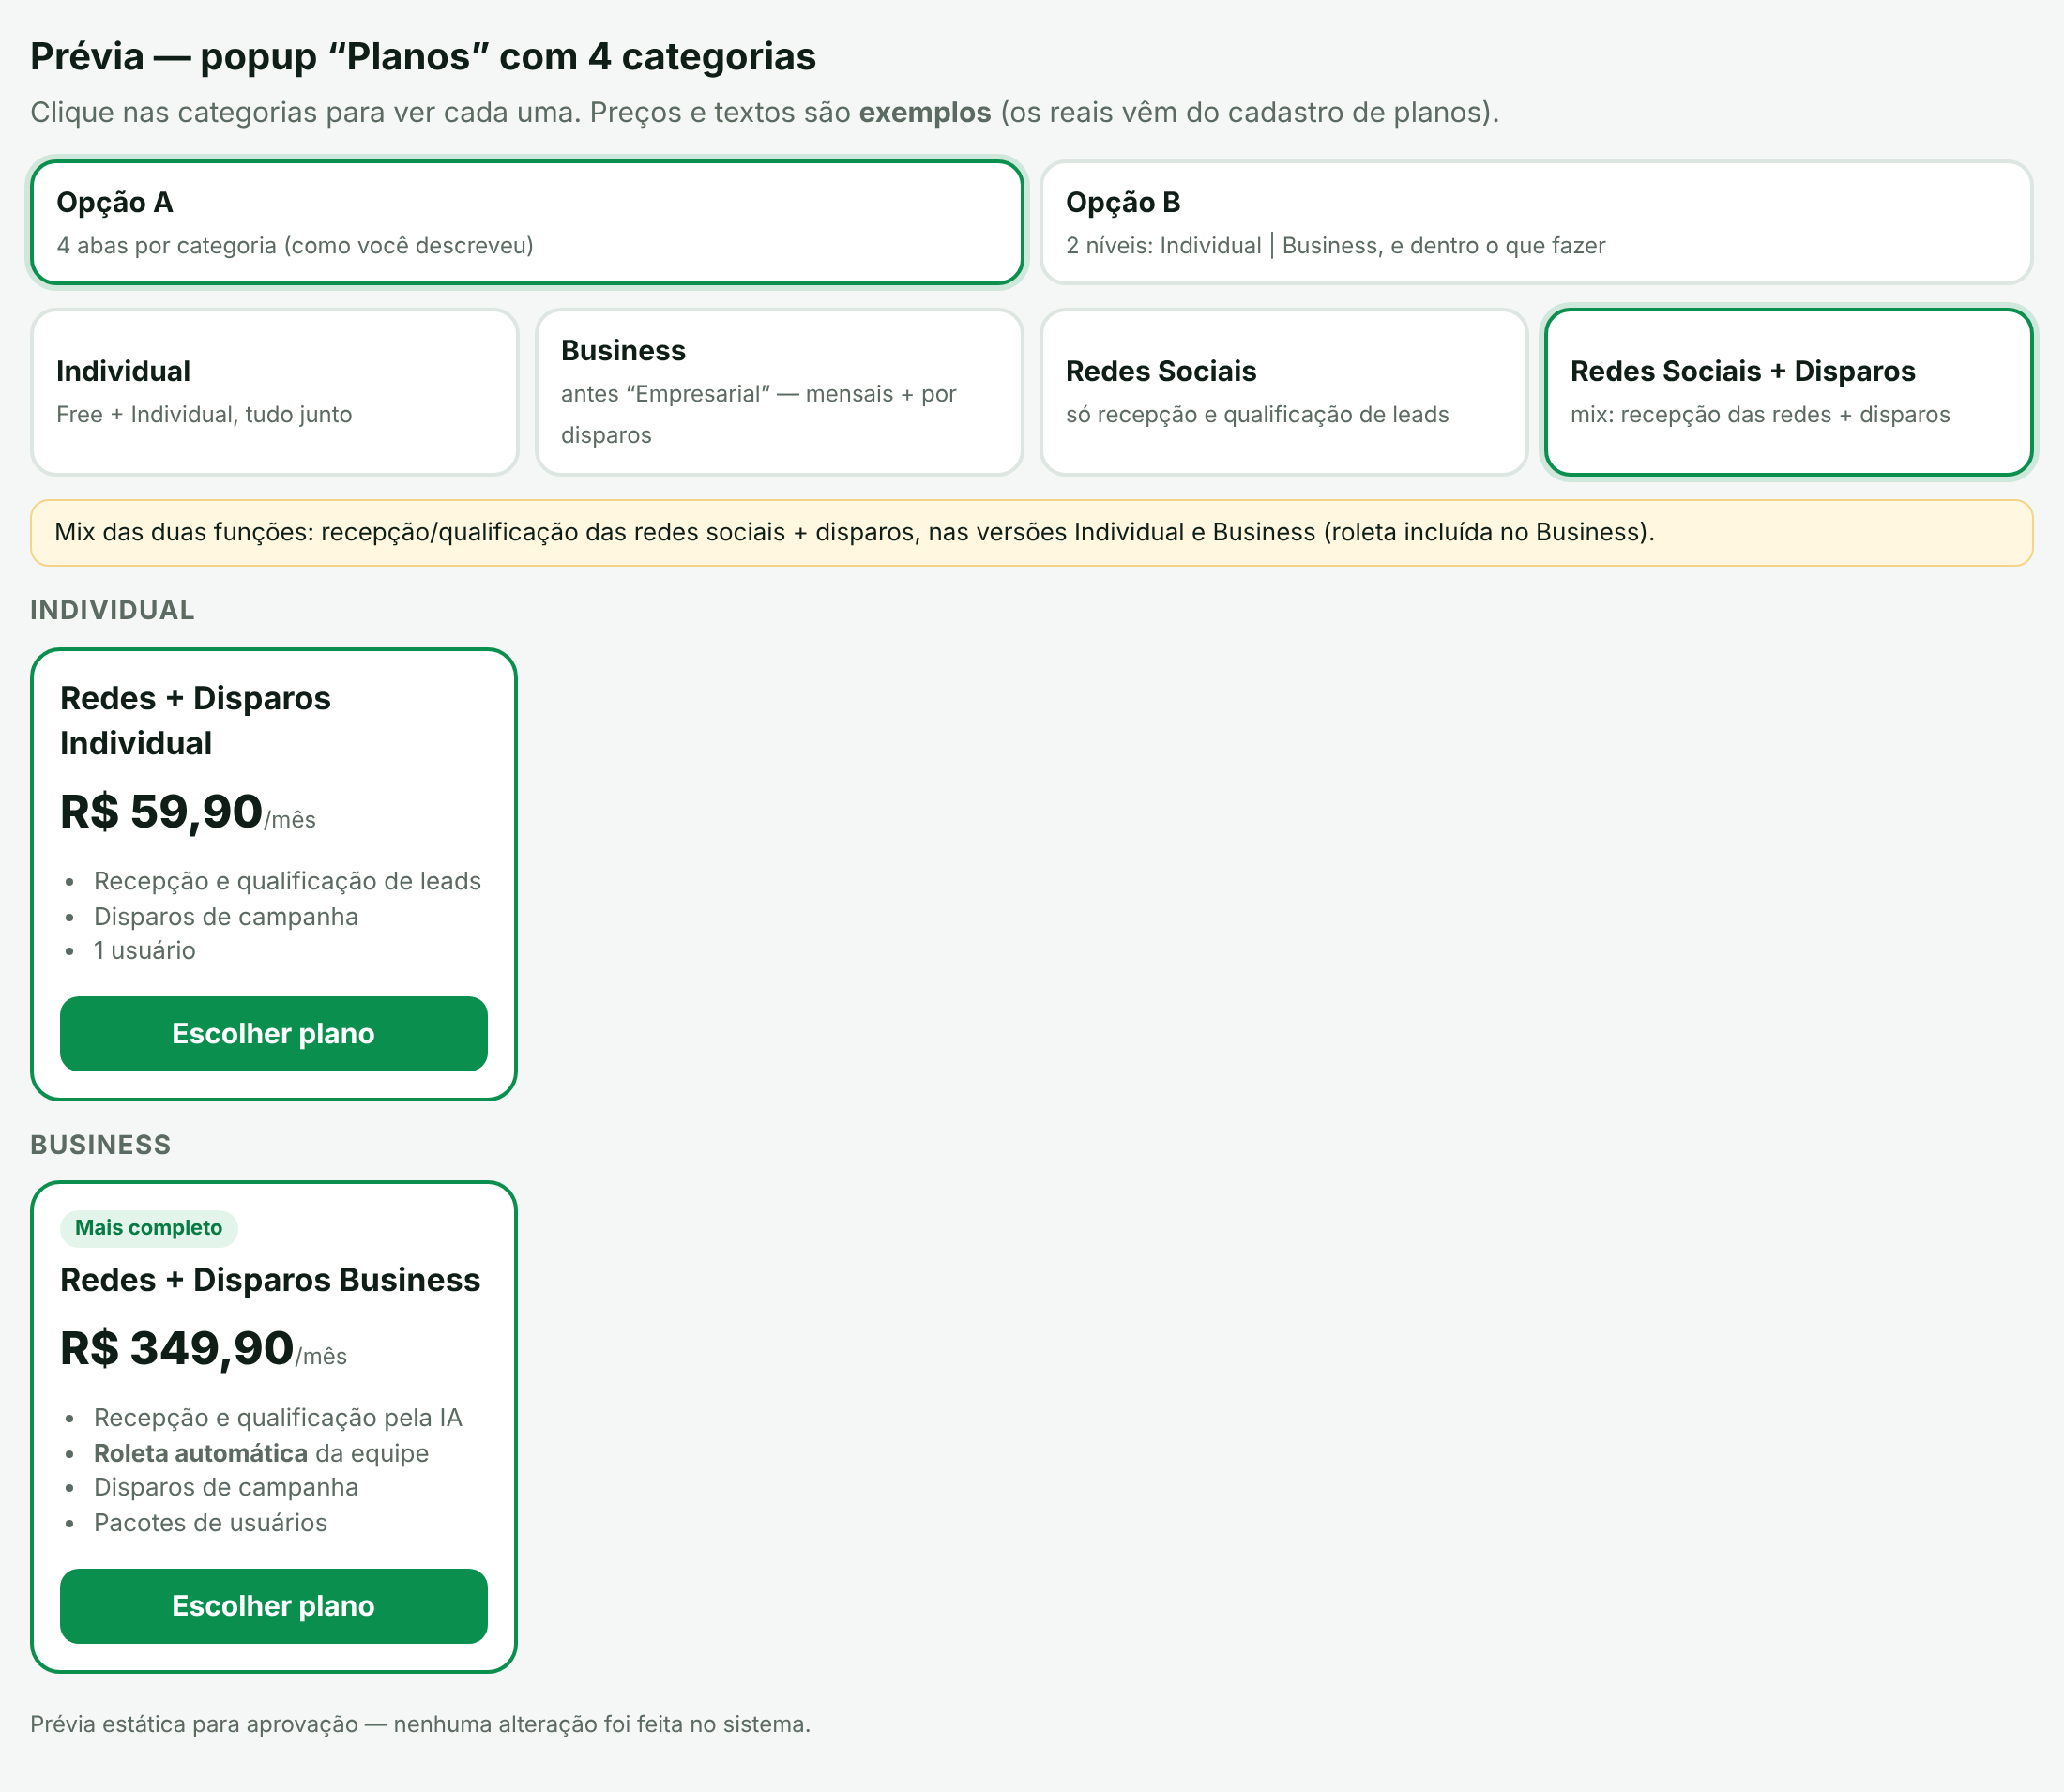 Prévia — popup “Planos” com 4 categorias
Clique nas categorias para ver cada uma. Preços e textos são exemplos (os reais vêm do cadastro de planos).
Opção A
4 abas por categoria (como você descreveu)
Opção B
2 níveis: Individual | Business, e dentro o que fazer
Individual
Free + Individual, tudo junto
Business
antes “Empresarial” — mensais + por
disparos
Redes Sociais
só recepção e qualificação de leads
Redes Sociais + Disparos
mix: recepção das redes + disparos
Mix das duas funções: recepção/qualificação das redes sociais + disparos, nas versões Individual e Business (roleta incluída no Business).
INDIVIDUAL
Redes + Disparos
Individual
R$ 59,90/mês
• Recepção e qualificação de leads
• Disparos de campanha
• 1 usuário
Escolher plano
BUSINESS
Mais completo
Redes + Disparos Business
R$ 349,90/mês
• Recepção e qualificação pela IA
• Roleta automática da equipe
• Disparos de campanha
• Pacotes de usuários
Escolher plano
Prévia estática para aprovação — nenhuma alteração foi feita no sistema.